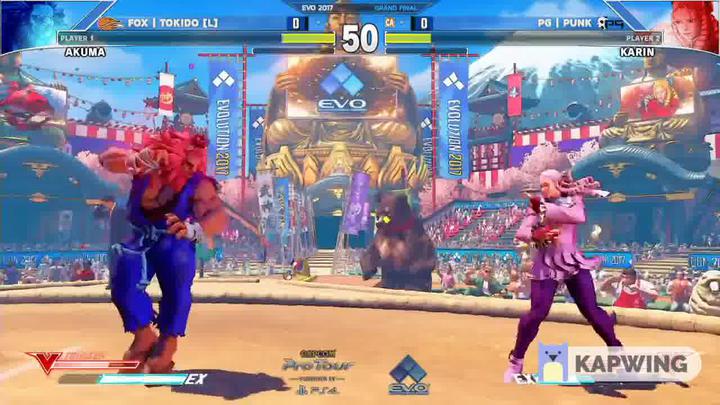 EVO 2017 GRAND FINAL
FOX | TOKIDO [L] 0 CA 0 PG | PUNK
PLAYER 1 50 PLAYER 2
AKUMA KARIN
EVO
EVOLUTION 2017
EVOLUTION 2017
V
EX
CAPCOM
Pro Tour
PS4
EVO
KAPWING